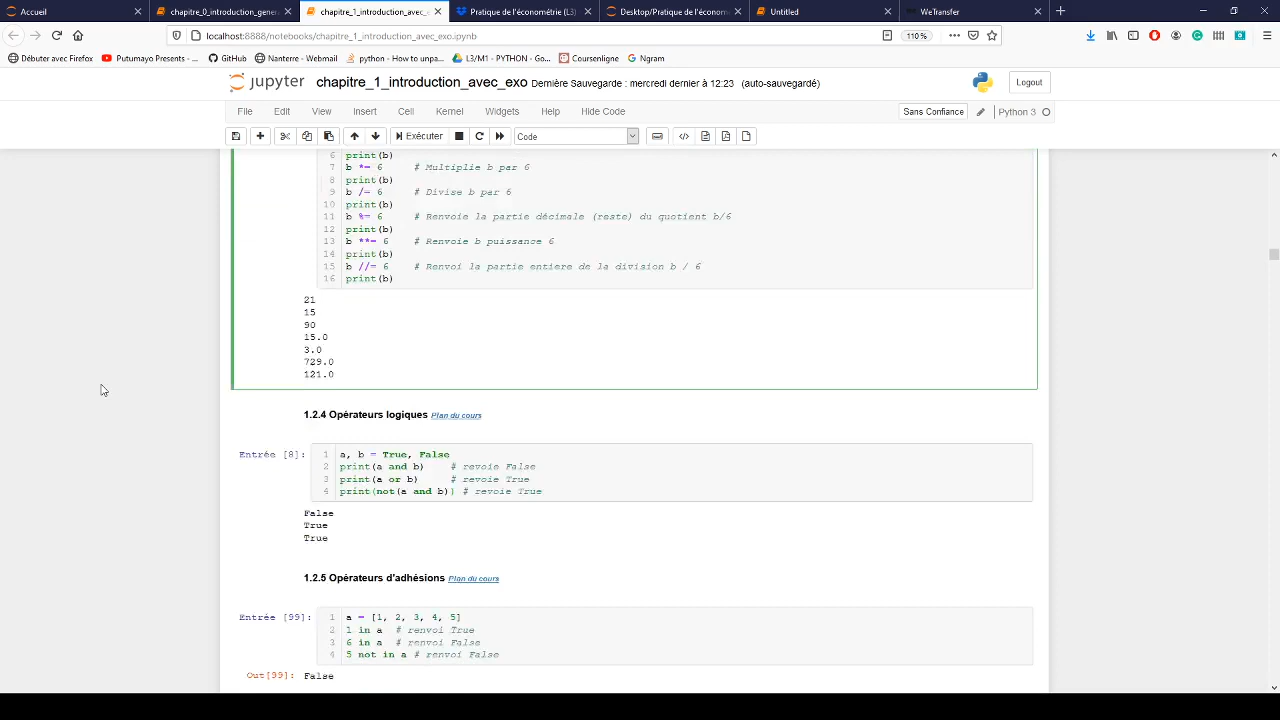 Accueil
chapitre_0_introduction_gener
chapitre_1_introduction_avec_
Pratique de l'économétrie (L3)
Desktop/Pratique de l'économ
Untitled
WeTransfer
localhost:8888/notebooks/chapitre_1_introduction_avec_exo.ipynb
110%
Débuter avec Firefox
Putumayo Presents - ...
GitHub
Nanterre - Webmail
python - How to unpa...
L3/M1 - PYTHON - Go...
Coursenligne
Ngram
jupyter
chapitre_1_introduction_avec_exo
Dernière Sauvegarde : mercredi dernier à 12:23
(auto-sauvegardé)
Logout
File
Edit
View
Insert
Cell
Kernel
Widgets
Help
Hide Code
Sans Confiance
Python 3
Exécuter
Code
6 print(b)
7 b *= 6 # Multiplie b par 6
8 print(b)
9 b /= 6 # Divise b par 6
10 print(b)
11 b %= 6 # Renvoie la partie décimale (reste) du quotient b/6
12 print(b)
13 b **= 6 # Renvoie b puissance 6
14 print(b)
15 b //= 6 # Renvoi la partie entiere de la division b / 6
16 print(b)
21
15
90
15.0
3.0
729.0
121.0
1.2.4 Opérateurs logiques Plan du cours
Entrée [8]:
1 a, b = True, False
2 print(a and b) # revoie False
3 print(a or b) # revoie True
4 print(not(a and b)) # revoie True
False
True
True
1.2.5 Opérateurs d'adhésions Plan du cours
Entrée [99]:
1 a = [1, 2, 3, 4, 5]
2 1 in a # renvoi True
3 6 in a # renvoi False
4 5 not in a # renvoi False
Out[99]: False